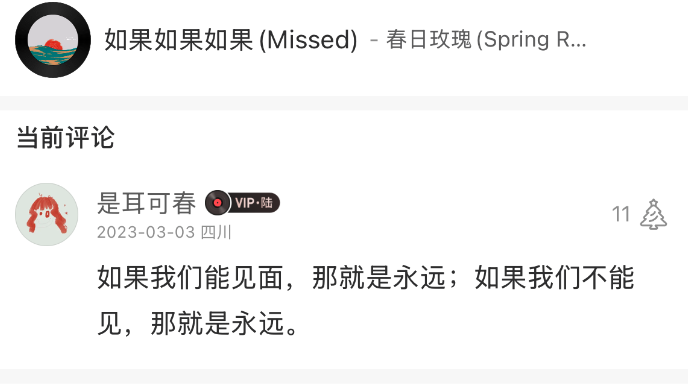 如果如果如果(Missed) - 春日玫瑰(Spring R...
当前评论
是耳可春 VIP·陆
2023-03-03 四川
11
如果我们能见面，那就是永远；如果我们不能
见，那就是永远。